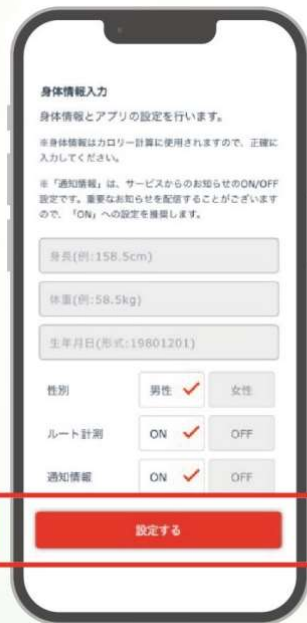 身体情報入力
身体情報とアプリの設定を行います。
※身体情報はカロリー計算に使用されますので、正確に
入力してください。
※「通知情報」は、サービスからのお知らせのON/OFF
設定です。重要なお知らせを配信することがございます
ので、「ON」への設定を推奨します。
身長(例:158.5cm)
体重(例:58.5kg)
生年月日(形式:19801201)
性別 男性 女性
ルート計測 ON OFF
通知情報 ON OFF
設定する